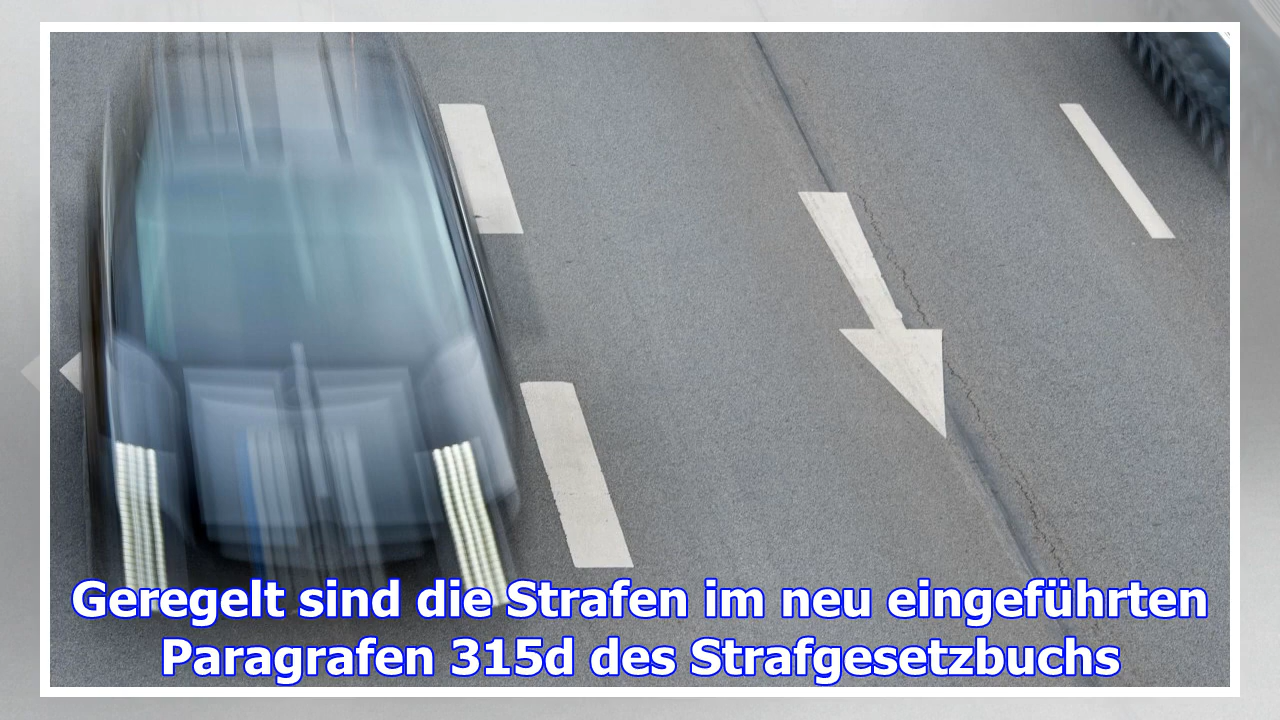 Geregelt sind die Strafen im neu eingeführten
Paragrafen 315d des Strafgesetzbuchs